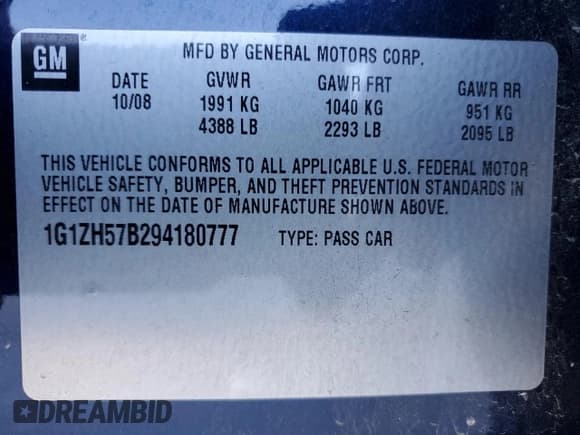 GM
MFD BY GENERAL MOTORS CORP.
DATE GVWR GAWR FRT GAWR RR
10/08 1991 KG 1040 KG 951 KG
4388 LB 2293 LB 2095 LB
THIS VEHICLE CONFORMS TO ALL APPLICABLE U.S. FEDERAL MOTOR
VEHICLE SAFETY, BUMPER, AND THEFT PREVENTION STANDARDS IN
EFFECT ON THE DATE OF MANUFACTURE SHOWN ABOVE.
1G1ZH57B294180777 TYPE: PASS CAR
DREAMBID